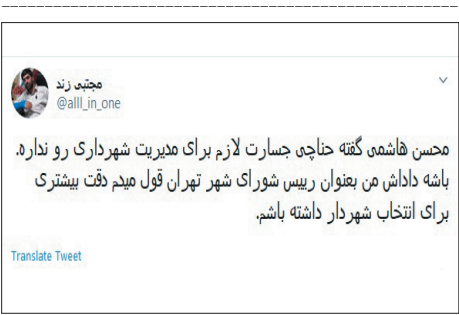 مجتبی زند
@alll_in_one
محسن هاشمی گفته حناچی جسارت لازم برای مدیریت شهرداری رو نداره.
باشه داداش من بعنوان رییس شورای شهر تهران قول میدم دقت بیشتری
برای انتخاب شهردار داشته باشم.
Translate Tweet